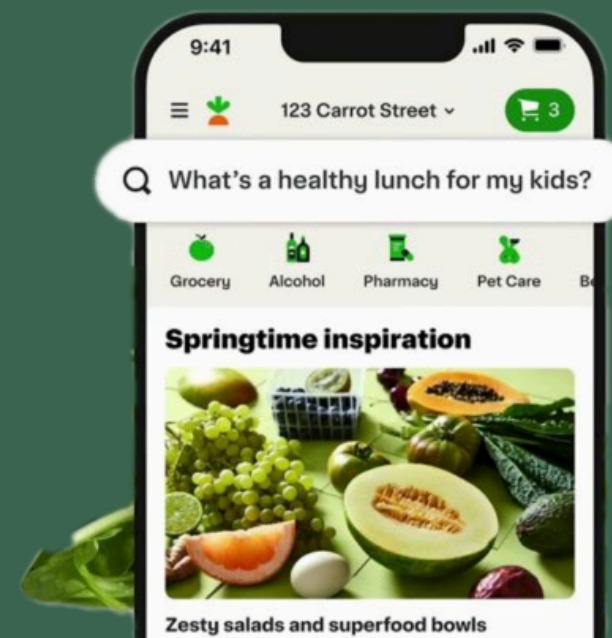 9:41
123 Carrot Street
3
What's a healthy lunch for my kids?
Grocery Alcohol Pharmacy Pet Care Be
Springtime inspiration
Zesty salads and superfood bowls